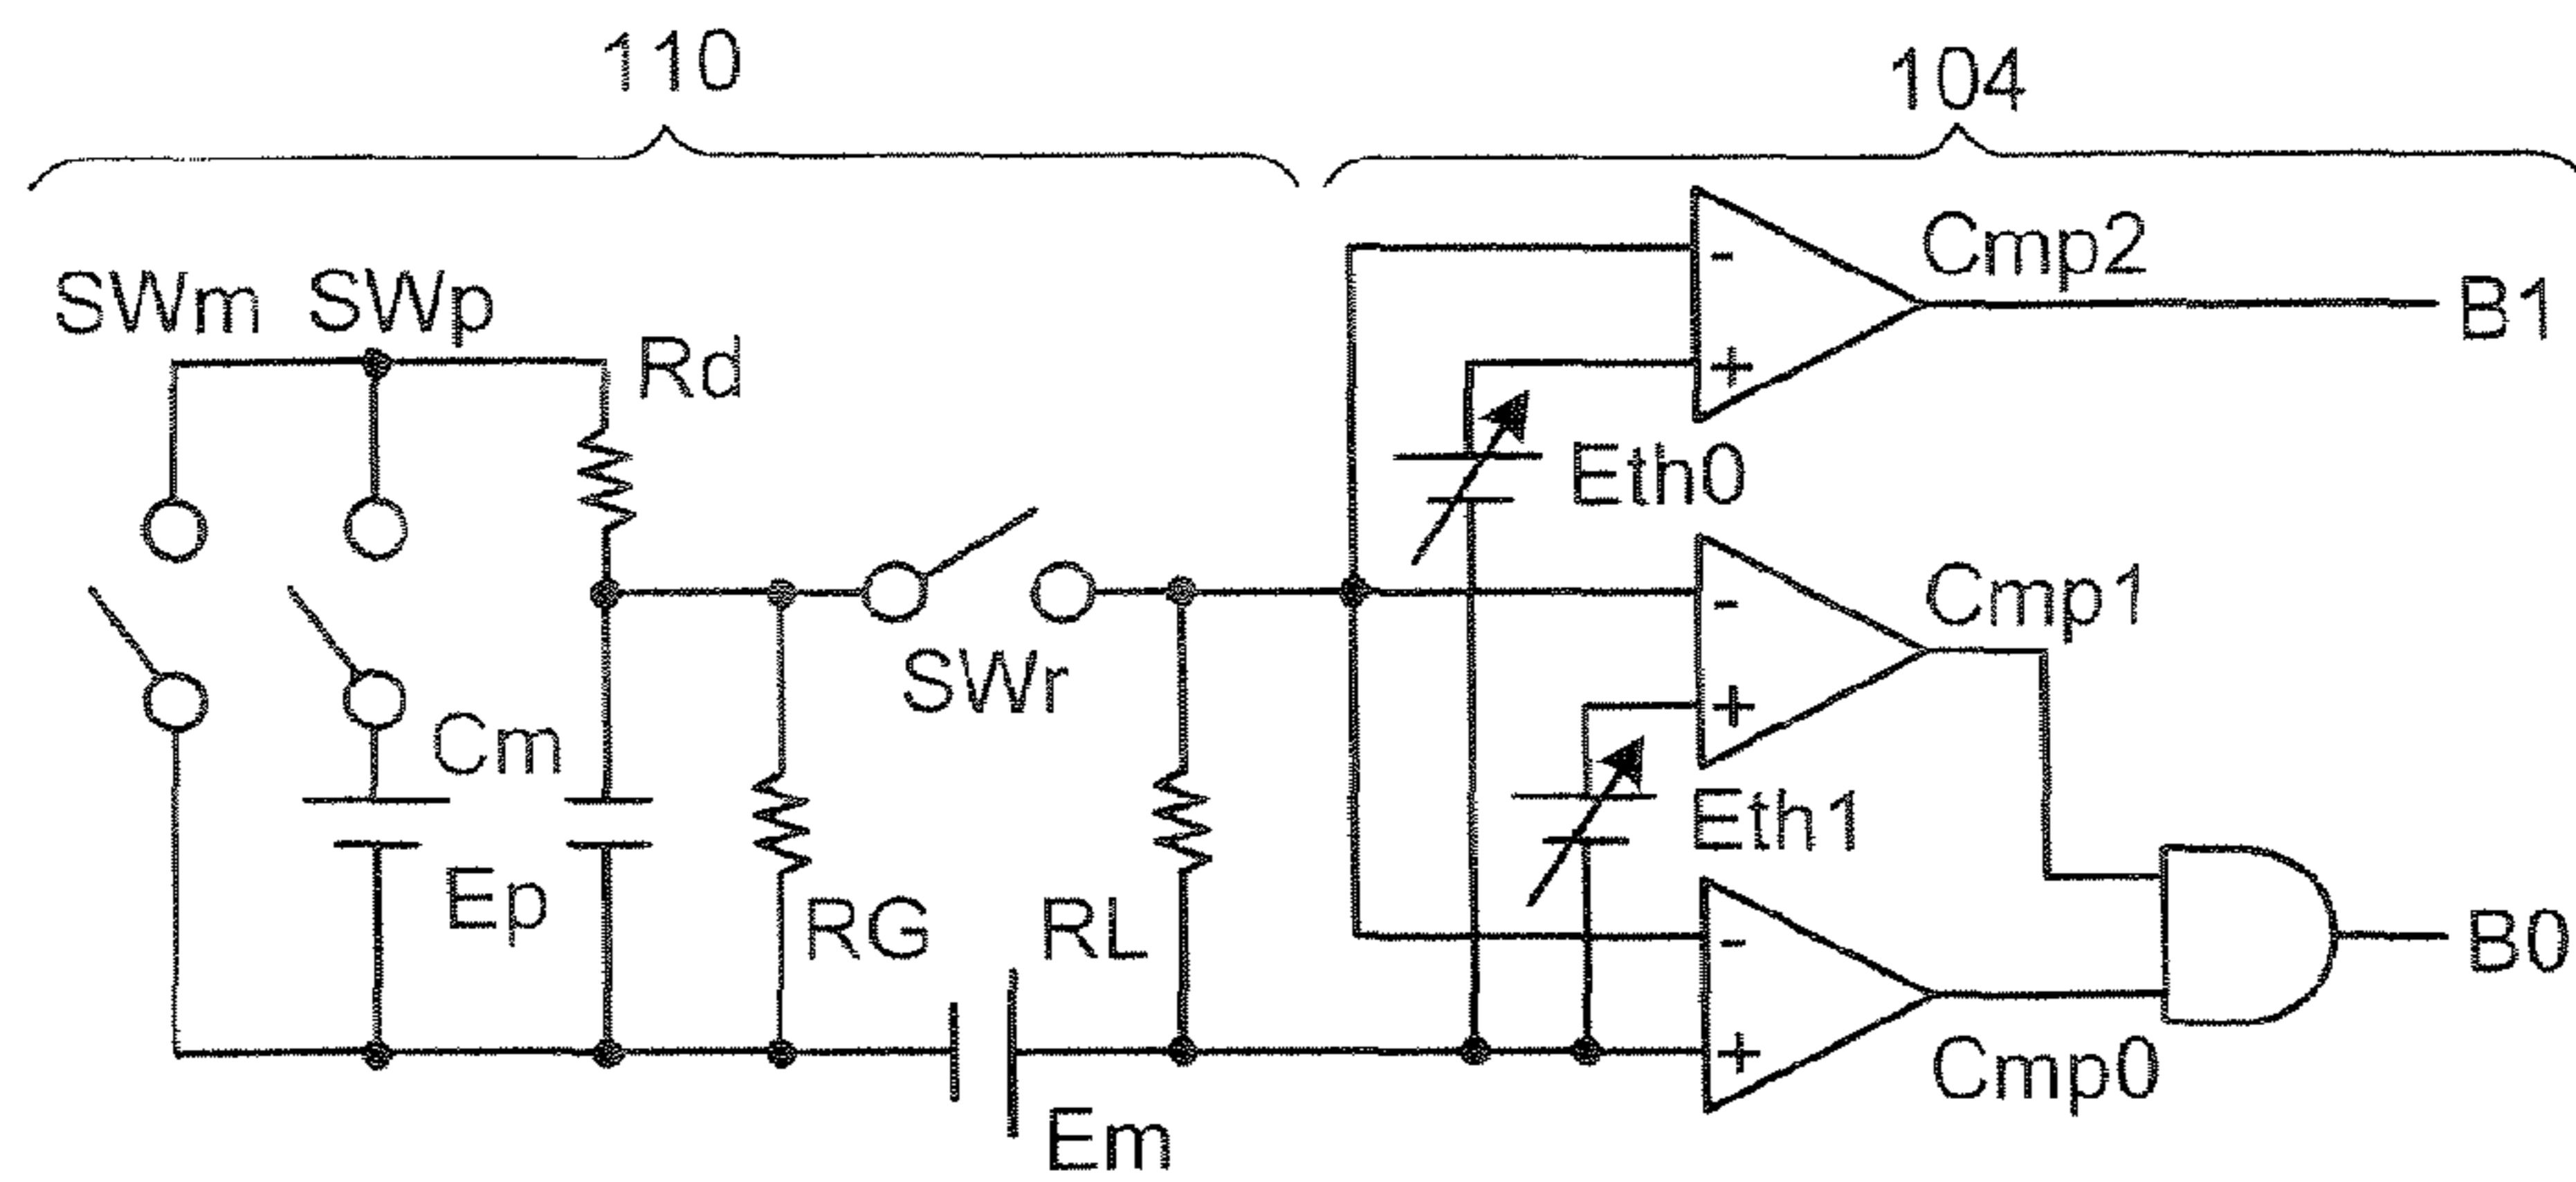 110
104
SWm
SWp
Rd
Cmp2
B1
-
+
Eth0
SWr
-
Cmp1
+
Cm
Eth1
Ep
RG
RL
-
B0
+
Cmp0
Em